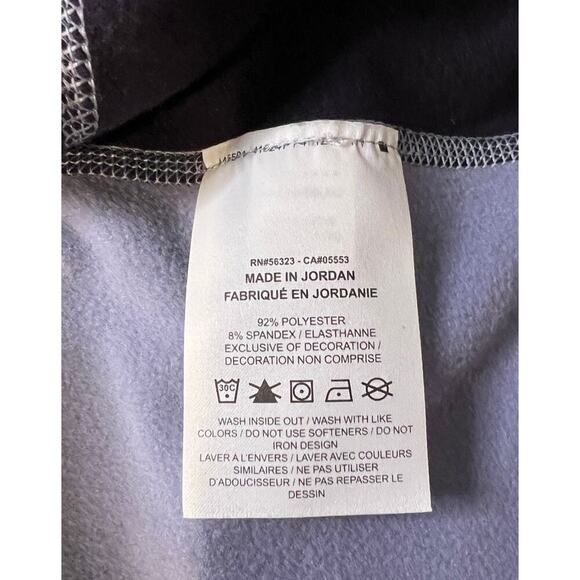 RN#56323 - CA#05553
MADE IN JORDAN
FABRIQUÉ EN JORDANIE
92% POLYESTER
8% SPANDEX / ELASTHANNE
EXCLUSIVE OF DECORATION /
DECORATION NON COMPRISE
30C
WASH INSIDE OUT / WASH WITH LIKE
COLORS / DO NOT USE SOFTENERS / DO NOT
IRON DESIGN
LAVER A L'ENVERS / LAVER AVEC COULEURS
SIMILAIRES / NE PAS UTILISER
D'ADOUCISSEUR / NE PAS REPASSER LE
DESSIN